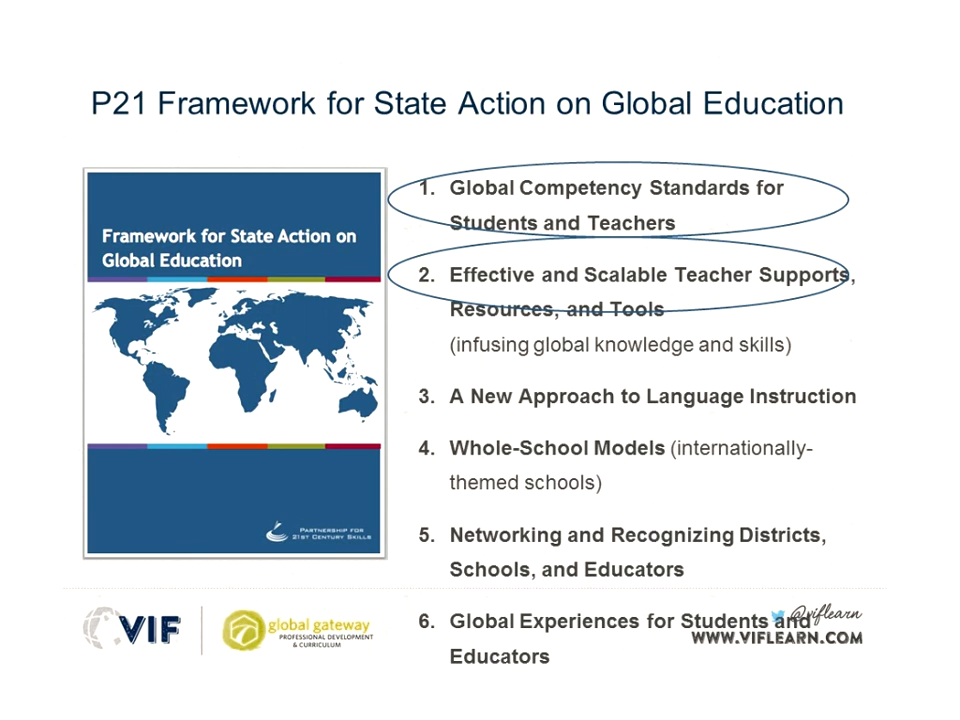 P21 Framework for State Action on Global Education
Framework for State Action on
Global Education
PARTNERSHIP FOR
21ST CENTURY SKILLS
1. Global Competency Standards for
Students and Teachers
2. Effective and Scalable Teacher Supports,
Resources, and Tools
(infusing global knowledge and skills)
3. A New Approach to Language Instruction
4. Whole-School Models (internationally-
themed schools)
5. Networking and Recognizing Districts,
Schools, and Educators
6. Global Experiences for Students and
Educators
VIF
global gateway
PROFESSIONAL DEVELOPMENT
& CURRICULUM
@viflearn
WWW.VIFLEARN.COM